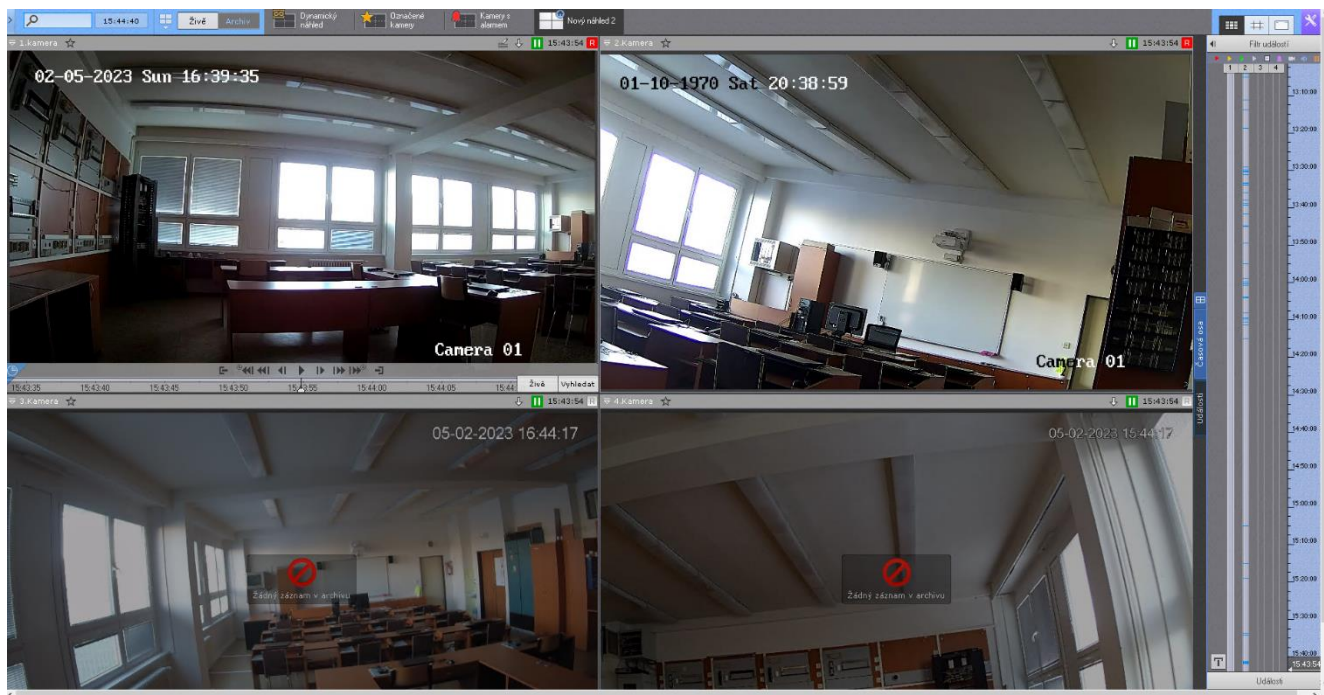 15:44:40
Živě
Archiv
Dynamický
náhled
Označené
kamery
Kamery s
alarmem
Nový náhled 2
1.kamera
15:43:54 R
02-05-2023 Sun 16:39:35
Camera 01
15:43:35 15:43:40 15:43:45 15:43:50 15:43:55 15:44:00 15:44:05 15:44:
Živě
Vyhledat
2.Kamera
15:43:54 R
01-10-1970 Sat 20:38:59
Camera 01
3.Kamera
15:43:54 R
05-02-2023 16:44:17
Žádný záznam v archivu
4.Kamera
15:43:54 R
05-02-2023 15:44:17
Žádný záznam v archivu
Časová osa
Události
Filtr událostí
1 2 3 4
13:10:00
13:20:00
13:30:00
13:40:00
13:50:00
14:00:00
14:10:00
14:20:00
14:30:00
14:40:00
14:50:00
15:00:00
15:10:00
15:20:00
15:30:00
15:40:00
15:43:54
T
Události